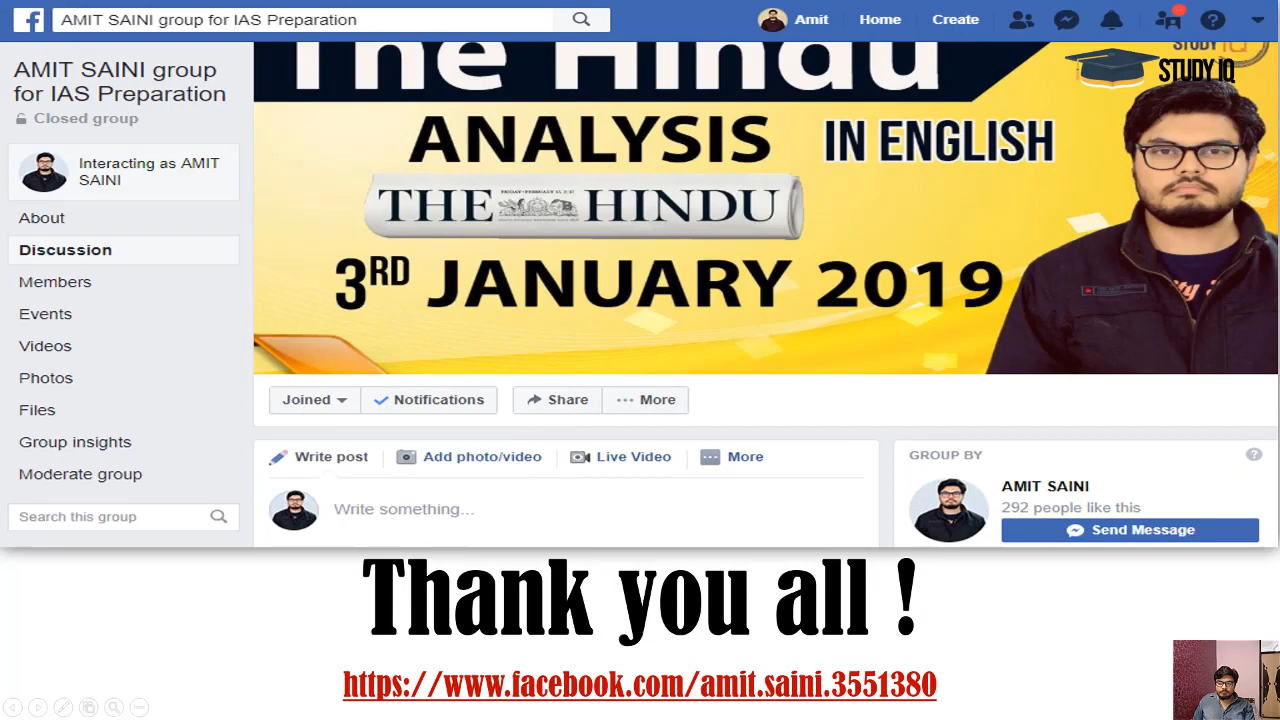 AMIT SAINI group for IAS Preparation
Amit Home Create
AMIT SAINI group
for IAS Preparation
Closed group
Interacting as AMIT
SAINI
About
Discussion
Members
Events
Videos
Photos
Files
Group insights
Moderate group
Search this group
The Hindu
STUDY IQ
STUDY IQ
ANALYSIS IN ENGLISH
THE HINDU
3RD JANUARY 2019
Joined Notifications Share More
Write post Add photo/video Live Video More
Write something...
GROUP BY
AMIT SAINI
292 people like this
Send Message
Thank you all !
https://www.facebook.com/amit.saini.3551380